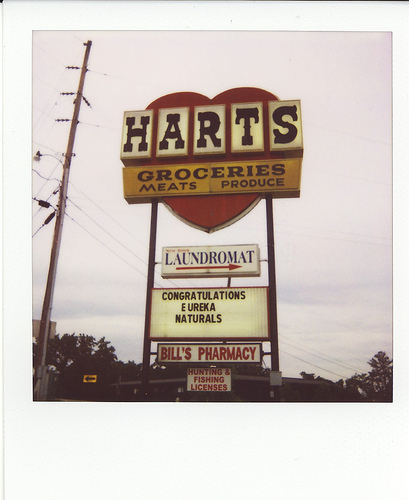 HARTS
GROCERIES
MEATS PRODUCE
LAUNDROMAT
CONGRATULATIONS
EUREKA
NATURALS
BILL'S PHARMACY
HUNTING &
FISHING
LICENSES